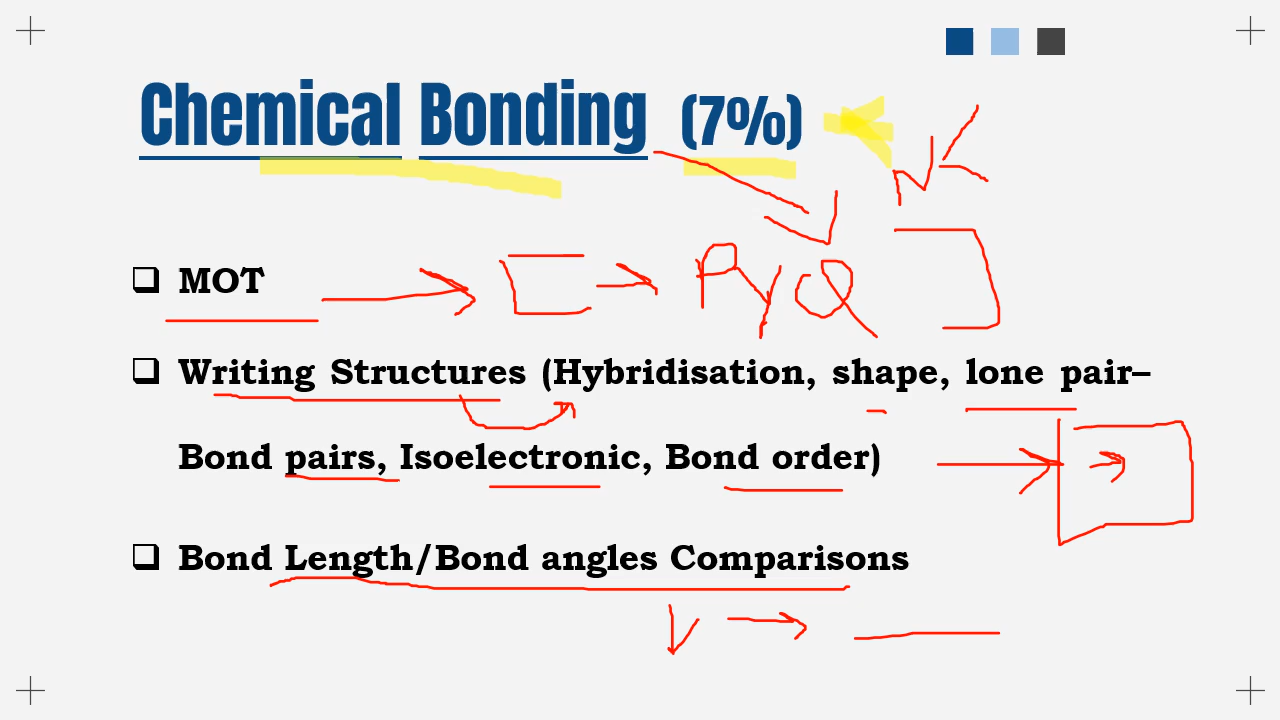 Chemical Bonding (7%)
NK
MOT
PYQ
Writing Structures (Hybridisation, shape, lone pair–
Bond pairs, Isoelectronic, Bond order)
Bond Length/Bond angles Comparisons